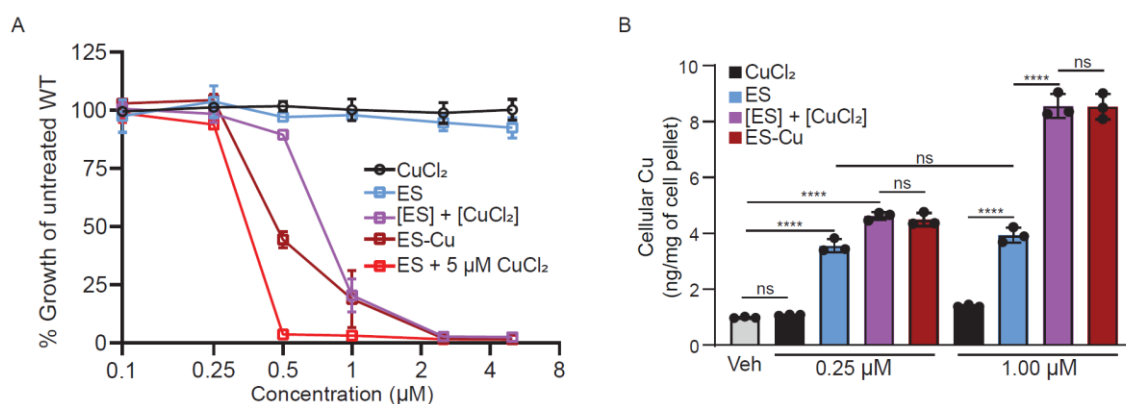 A
% Growth of untreated WT
125
100
75
50
25
0
0.1
0.25
0.5
1
2
4
8
Concentration (µM)
CuCl₂
ES
[ES] + [CuCl₂]
ES-Cu
ES + 5 µM CuCl₂
B
Cellular Cu
(ng/mg of cell pellet)
10
8
6
4
2
0
CuCl₂
ES
[ES] + [CuCl₂]
ES-Cu
ns
****
****
ns
ns
****
****
ns
Veh
0.25 µM
1.00 µM